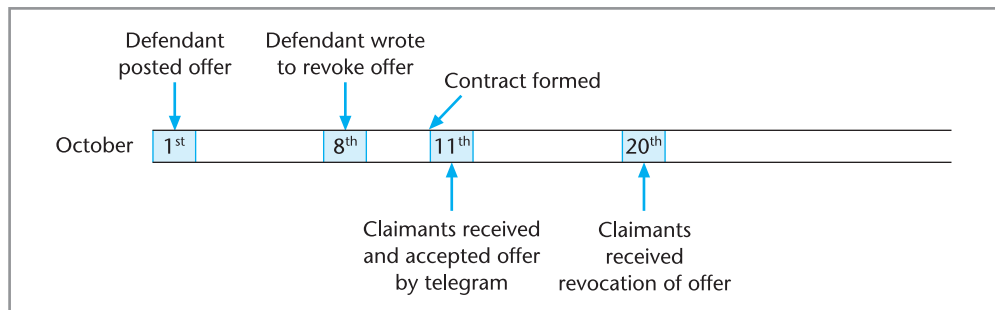 Defendant
posted offer
Defendant wrote
to revoke offer
Contract formed
October 1st 8th 11th 20th
Claimants received
and accepted offer
by telegram
Claimants
received
revocation of offer